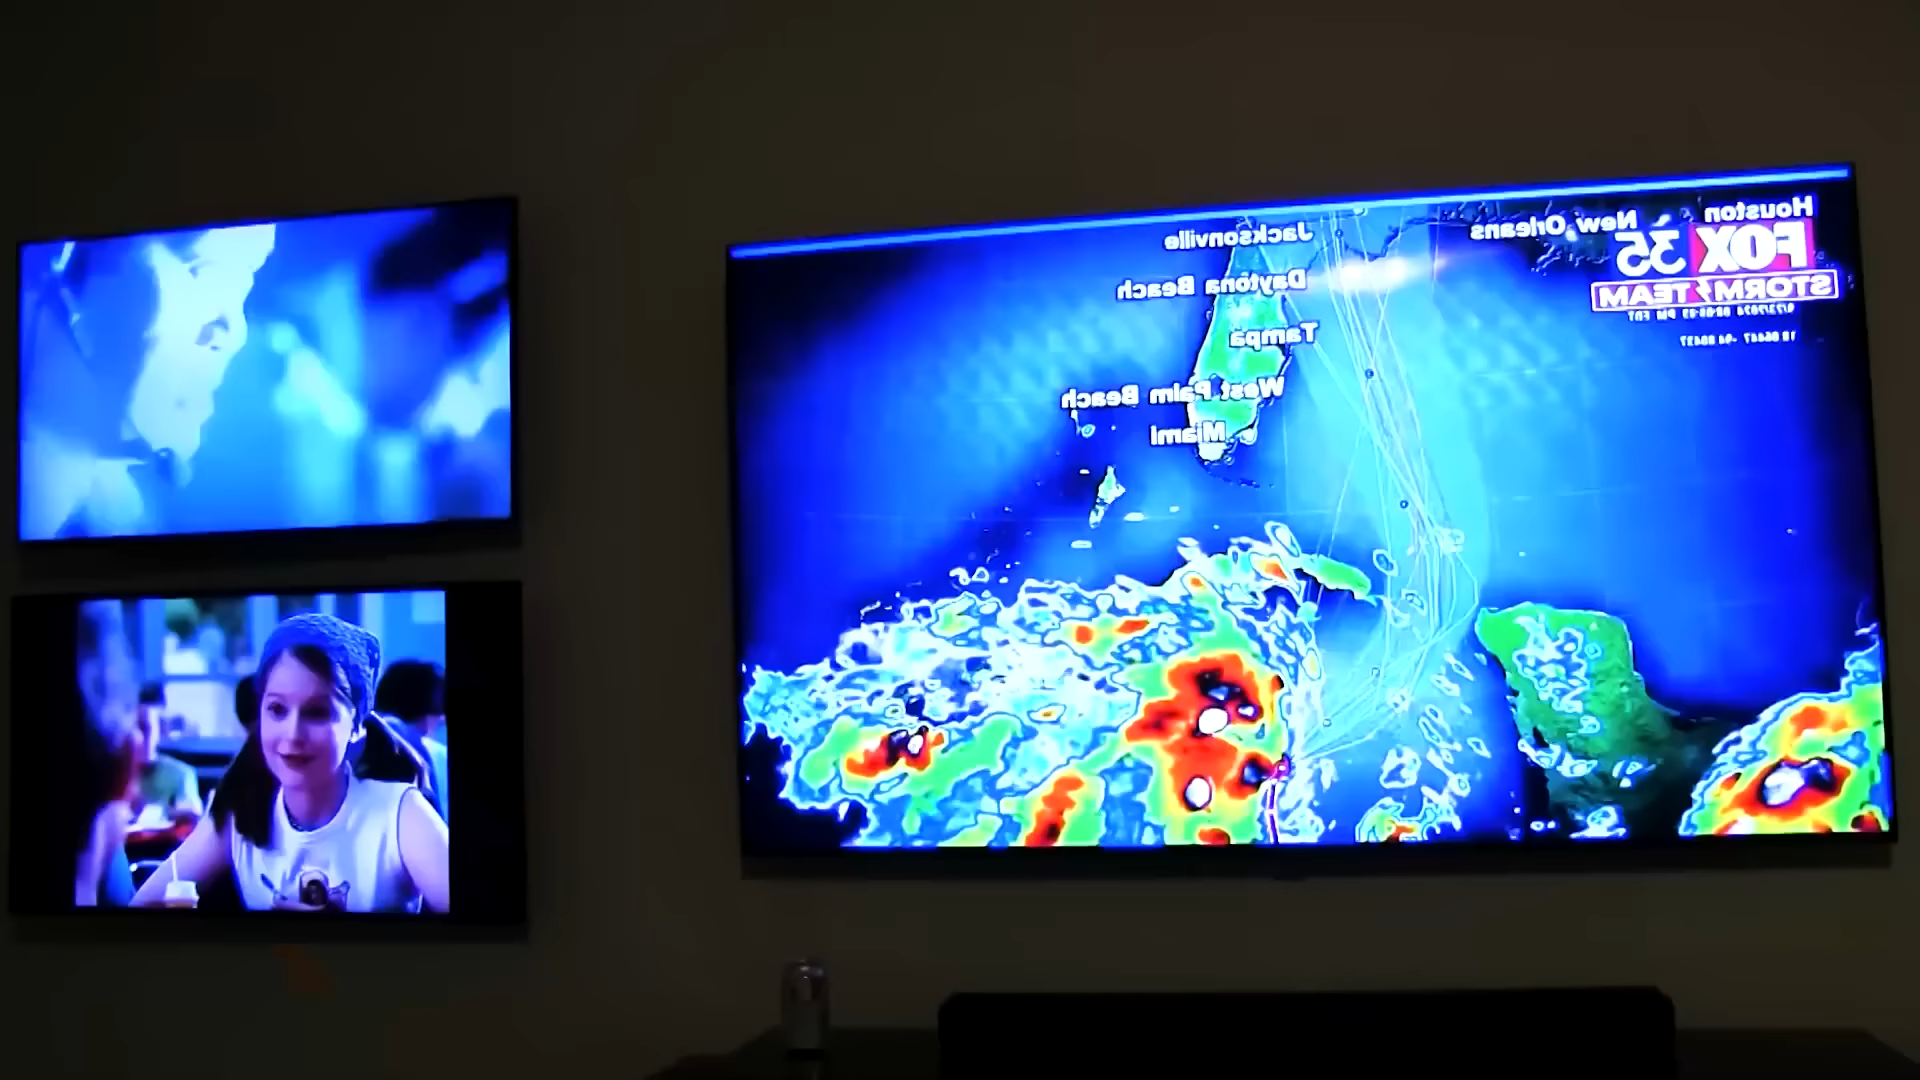 Houston
New Orleans
Jacksonville
FOX 35
STORM TEAM
Daytona Beach
Tampa
West Palm Beach
Miami